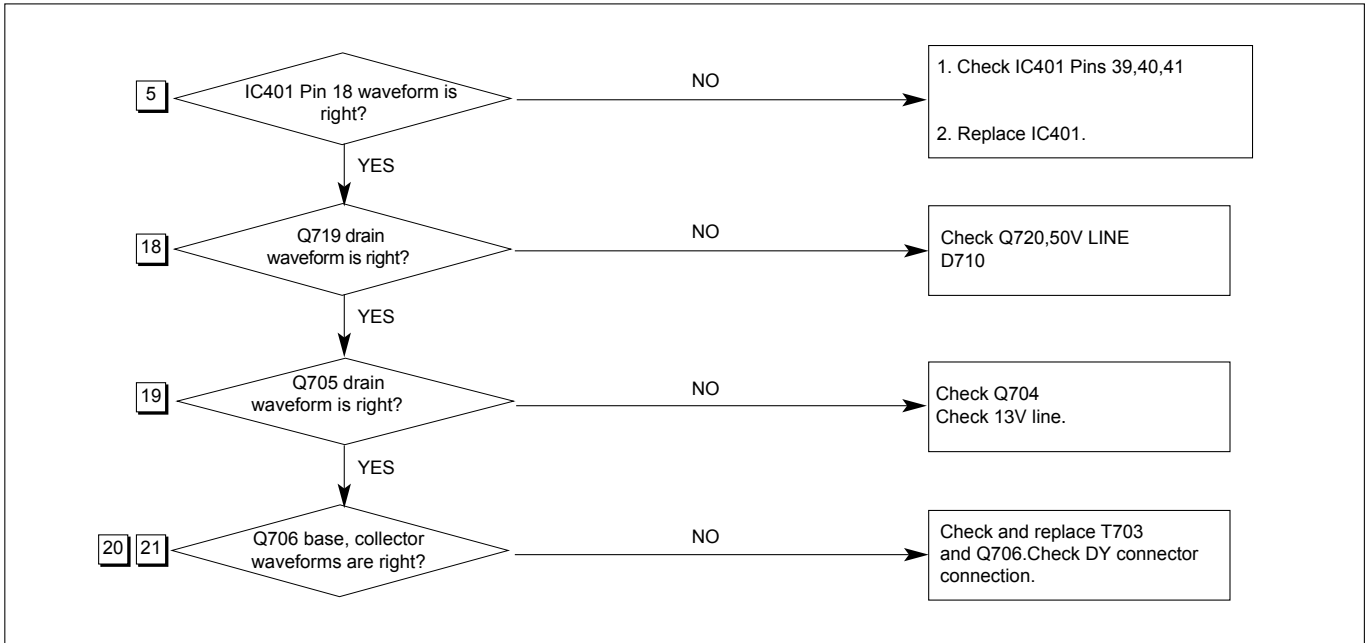 5
IC401 Pin 18 waveform is
right?
NO
1. Check IC401 Pins 39,40,41
2. Replace IC401.
YES
18
Q719 drain
waveform is right?
NO
Check Q720,50V LINE
D710
YES
19
Q705 drain
waveform is right?
NO
Check Q704
Check 13V line.
YES
20 21
Q706 base, collector
waveforms are right?
NO
Check and replace T703
and Q706.Check DY connector
connection.